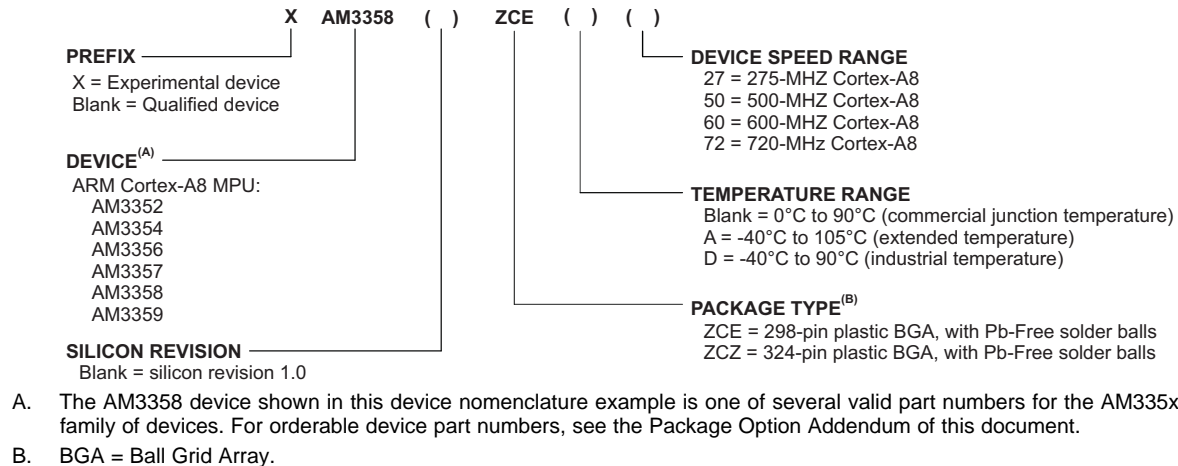 X AM3358 ( ) ZCE ( ) ( )
PREFIX
X = Experimental device
Blank = Qualified device
DEVICE(A)
ARM Cortex-A8 MPU:
AM3352
AM3354
AM3356
AM3357
AM3358
AM3359
SILICON REVISION
Blank = silicon revision 1.0
DEVICE SPEED RANGE
27 = 275-MHZ Cortex-A8
50 = 500-MHZ Cortex-A8
60 = 600-MHZ Cortex-A8
72 = 720-MHz Cortex-A8
TEMPERATURE RANGE
Blank = 0°C to 90°C (commercial junction temperature)
A = -40°C to 105°C (extended temperature)
D = -40°C to 90°C (industrial temperature)
PACKAGE TYPE(B)
ZCE = 298-pin plastic BGA, with Pb-Free solder balls
ZCZ = 324-pin plastic BGA, with Pb-Free solder balls
A. The AM3358 device shown in this device nomenclature example is one of several valid part numbers for the AM335x
family of devices. For orderable device part numbers, see the Package Option Addendum of this document.
B. BGA = Ball Grid Array.